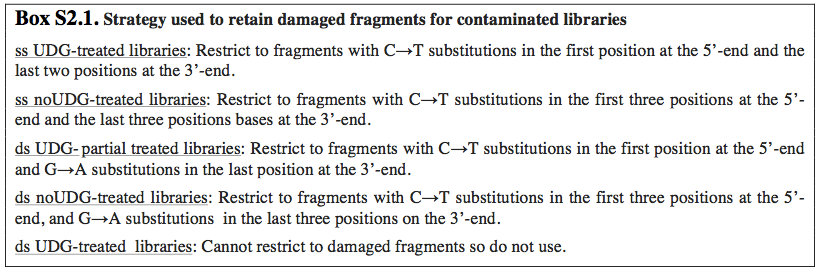 Box S2.1. Strategy used to retain damaged fragments for contaminated libraries
ss UDG-treated libraries: Restrict to fragments with C→T substitutions in the first position at the 5’-end and the
last two positions at the 3’-end.
ss noUDG-treated libraries: Restrict to fragments with C→T substitutions in the first three positions at the 5’-
end and the last three positions bases at the 3’-end.
ds UDG- partial treated libraries: Restrict to fragments with C→T substitutions in the first position at the 5’-end
and G→A substitutions in the last position at the 3’-end.
ds noUDG-treated libraries: Restrict to fragments with C→T substitutions in the first three positions at the 5’-
end, and G→A substitutions in the last three positions on the 3’-end.
ds UDG-treated libraries: Cannot restrict to damaged fragments so do not use.